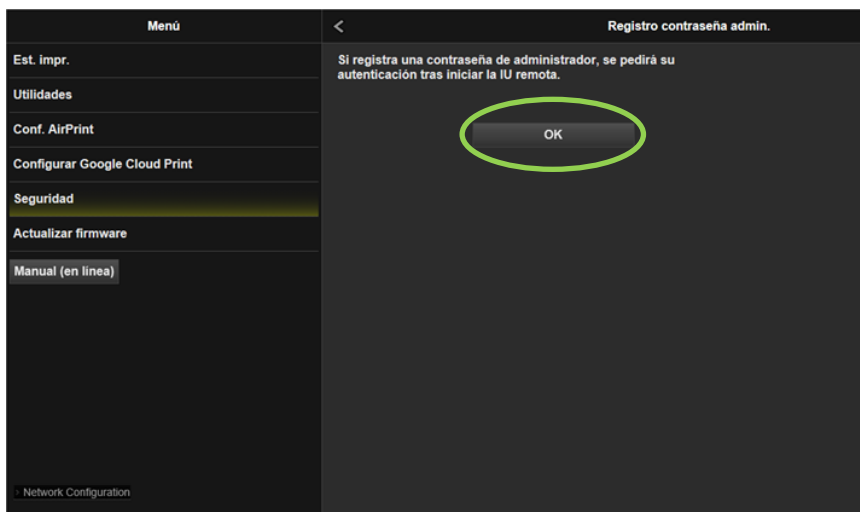 Menú
Est. impr.
Utilidades
Conf. AirPrint
Configurar Google Cloud Print
Seguridad
Actualizar firmware
Manual (en línea)
> Network Configuration
< Registro contraseña admin.
Si registra una contraseña de administrador, se pedirá su
autenticación tras iniciar la IU remota.
OK